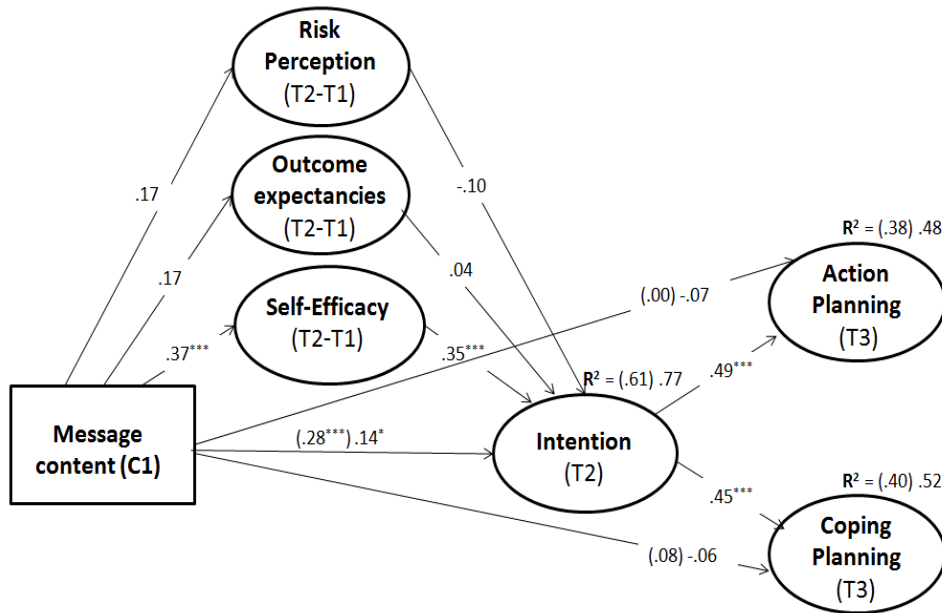 Risk
Perception
(T2-T1)
Outcome
expectancies
(T2-T1)
Self-Efficacy
(T2-T1)
.17
.17
.37***
-.10
.04
.35***
Message
content (C1)
(.28***) .14*
(.00) -.07
(.08) -.06
R² = (.61) .77
Intention
(T2)
.49***
.45***
R² = (.38) .48
Action
Planning
(T3)
R² = (.40) .52
Coping
Planning
(T3)